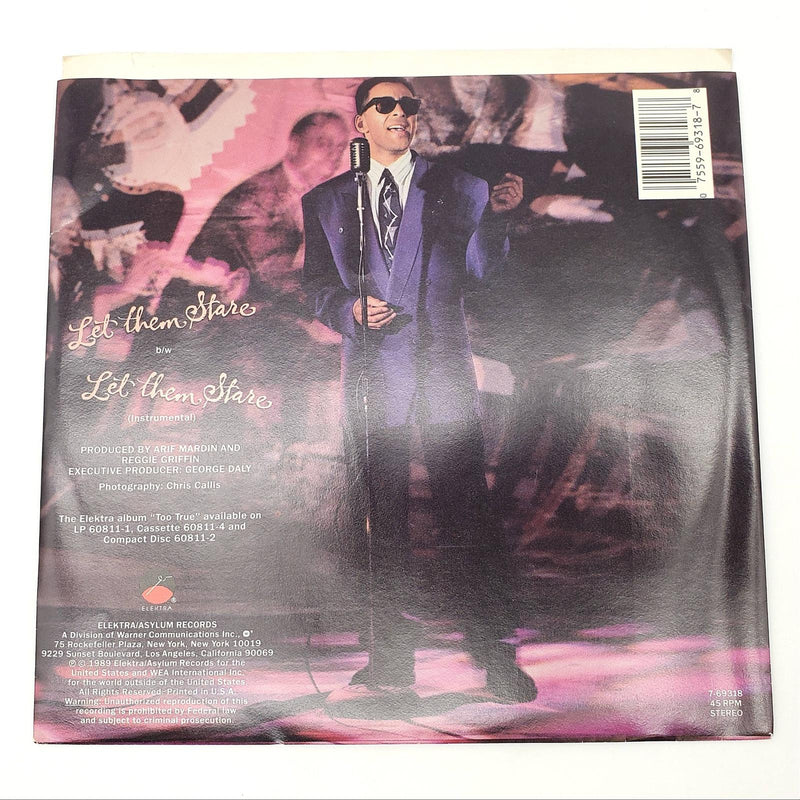 0 7559-69318-7 8
Let them Stare
b/w
Let them Stare
(Instrumental)
PRODUCED BY ARIF MARDIN AND
REGGIE GRIFFIN
EXECUTIVE PRODUCER: GEORGE DALY
Photography: Chris Callis
The Elektra album "Too True" available on
LP 60811-1, Cassette 60811-4 and
Compact Disc 60811-2
ELEKTRA®
ELEKTRA/ASYLUM RECORDS
A Division of Warner Communications Inc.,
75 Rockefeller Plaza, New York, New York 10019
9229 Sunset Boulevard, Los Angeles, California 90069
℗ © 1989 Elektra/Asylum Records for the
United States and WEA International Inc.
for the world outside of the United States.
All Rights Reserved. Printed in U.S.A.
Warning: Unauthorized reproduction of this
recording is prohibited by Federal law
and subject to criminal prosecution.
7-69318
45 RPM
STEREO